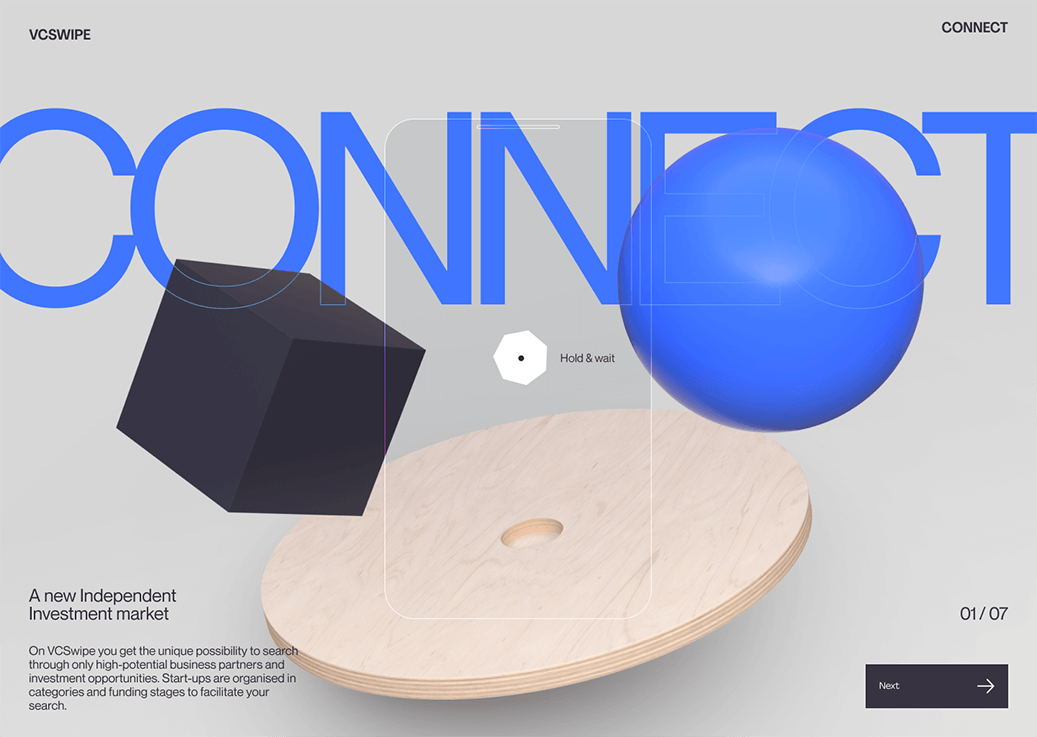 VCSWIPE
CONNECT
CONNECT
Hold & wait
A new Independent
Investment market
01 / 07
On VCSwipe you get the unique possibility to search
through only high-potential business partners and
investment opportunities. Start-ups are organised in
categories and funding stages to facilitate your
search.
Next